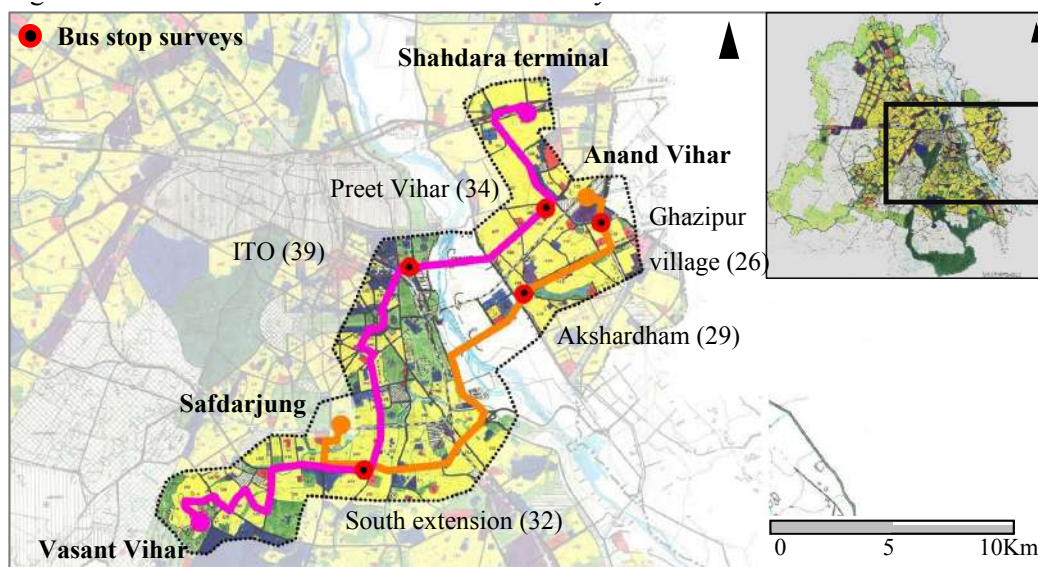 Bus stop surveys
Shahdara terminal
Anand Vihar
Preet Vihar (34)
Ghazipur
village (26)
ITO (39)
Akshardham (29)
Safdarjung
South extension (32)
Vasant Vihar
0 5 10Km